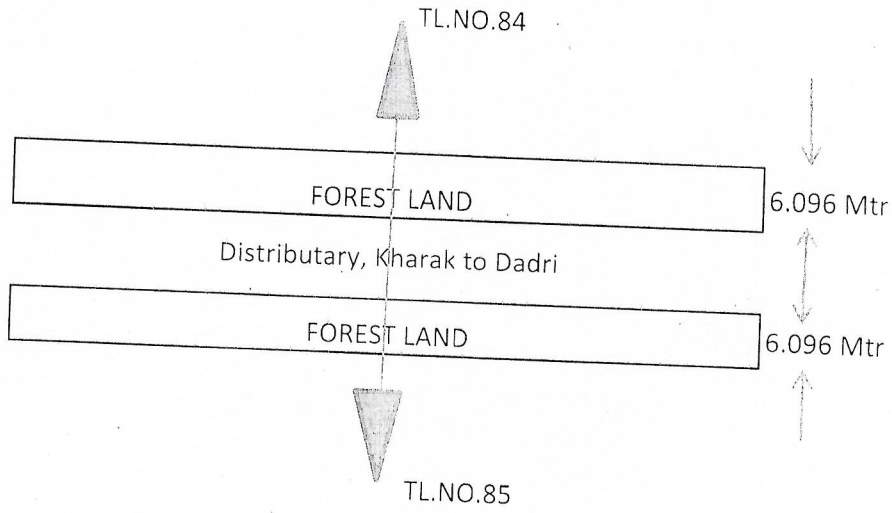 TL.NO.84
FOREST LAND
6.096 Mtr
Distributary, Kharak to Dadri
FOREST LAND
6.096 Mtr
TL.NO.85